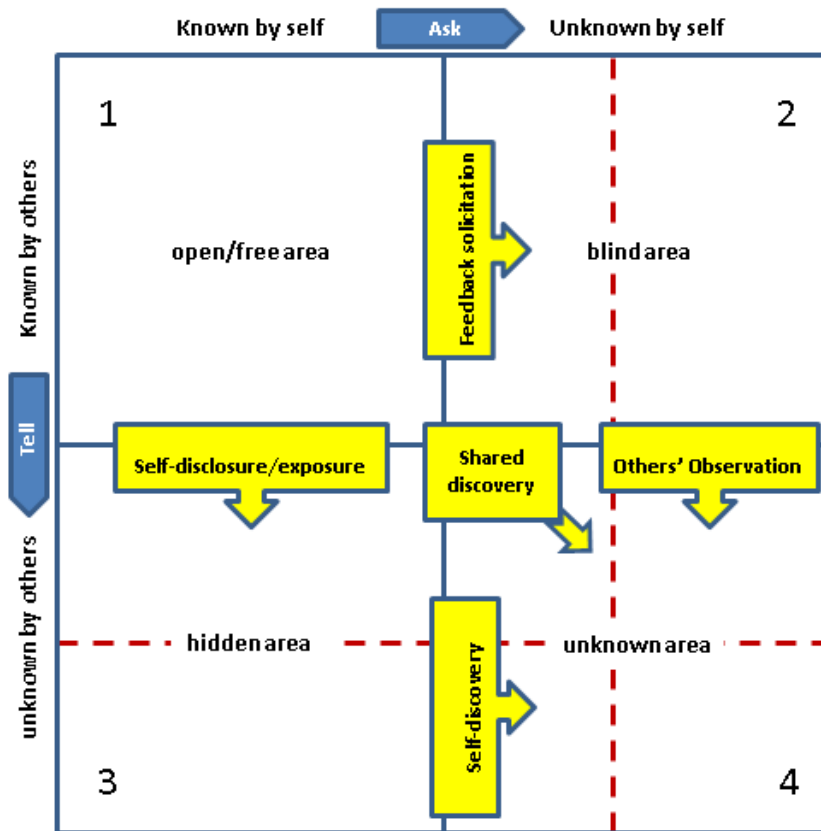 Known by self
Ask
Unknown by self
1
2
Known by others
Feedback solicitation
open/free area
blind area
Tell
Self-disclosure/exposure
Shared
discovery
Others' Observation
unknown by others
hidden area
Self-discovery
unknown area
3
4